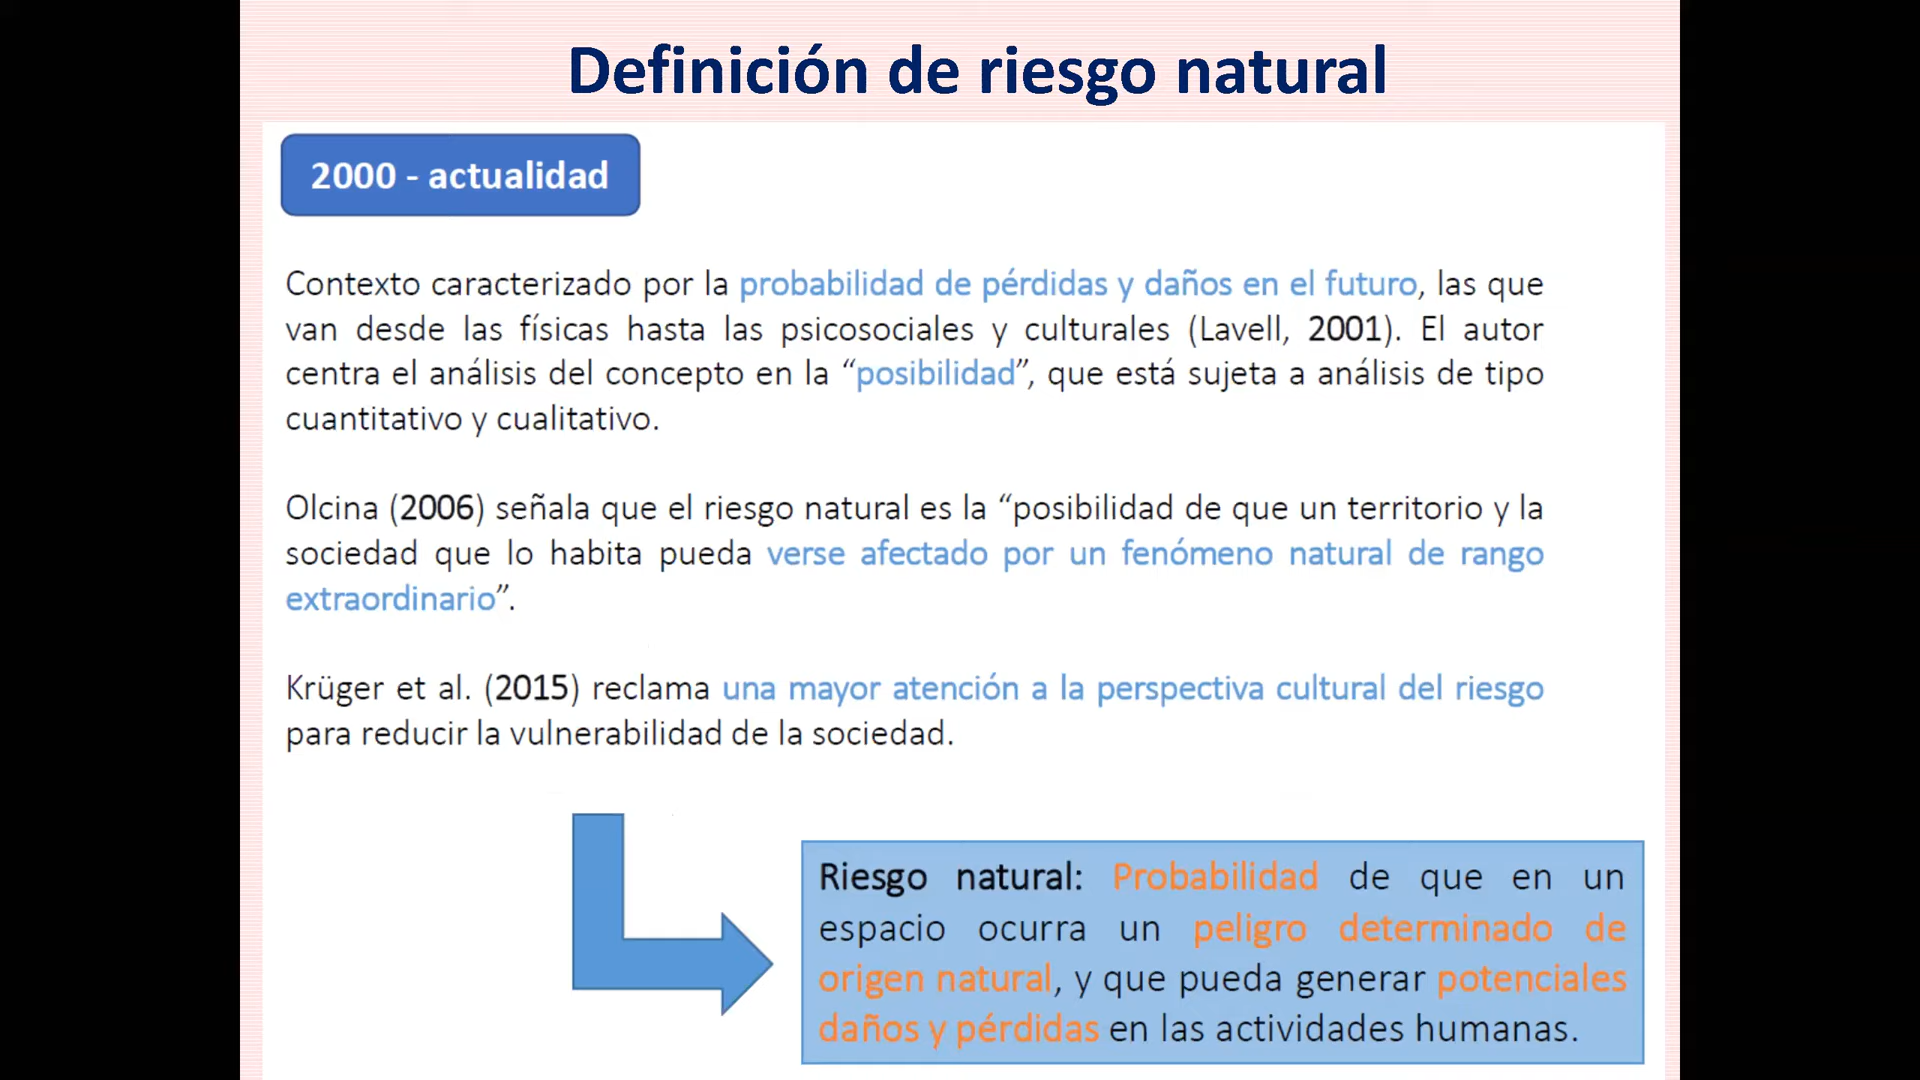 Definición de riesgo natural
2000 - actualidad
Contexto caracterizado por la probabilidad de pérdidas y daños en el futuro, las que
van desde las físicas hasta las psicosociales y culturales (Lavell, 2001). El autor
centra el análisis del concepto en la “posibilidad”, que está sujeta a análisis de tipo
cuantitativo y cualitativo.
Olcina (2006) señala que el riesgo natural es la “posibilidad de que un territorio y la
sociedad que lo habita pueda verse afectado por un fenómeno natural de rango
extraordinario”.
Krüger et al. (2015) reclama una mayor atención a la perspectiva cultural del riesgo
para reducir la vulnerabilidad de la sociedad.
Riesgo natural: Probabilidad de que en un
espacio ocurra un peligro determinado de
origen natural, y que pueda generar potenciales
daños y pérdidas en las actividades humanas.